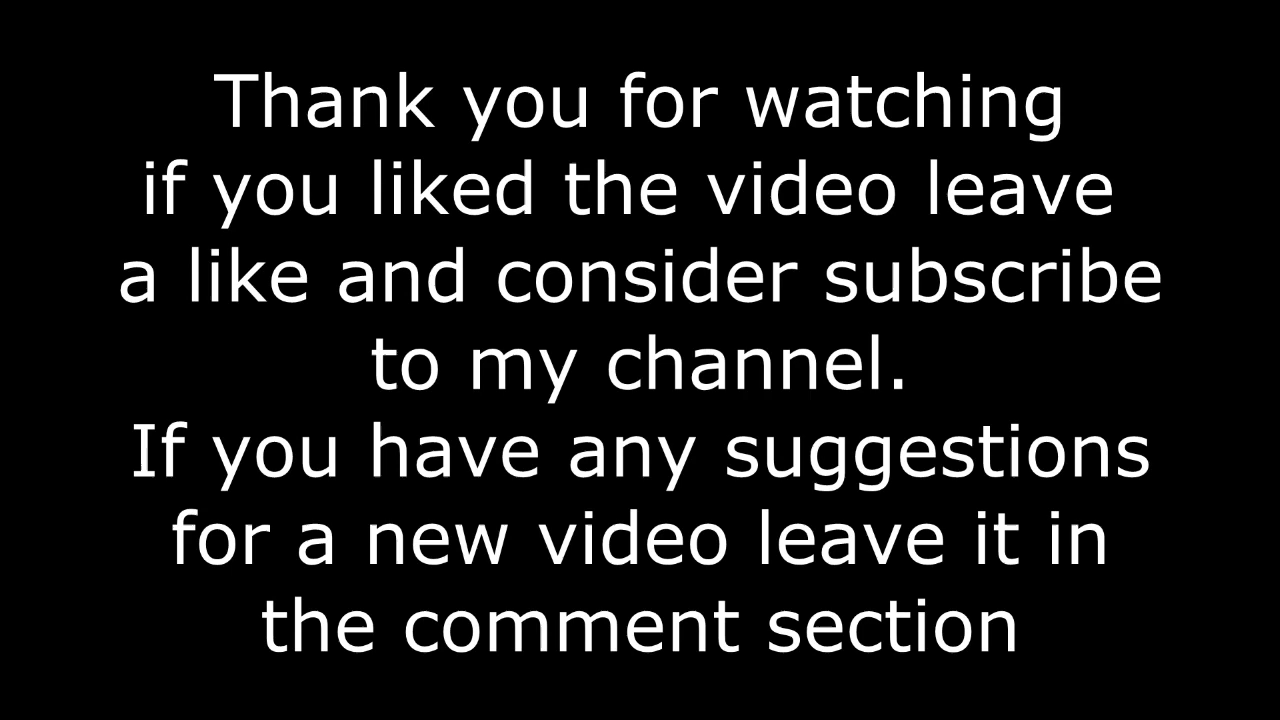 Thank you for watching
if you liked the video leave
a like and consider subscribe
to my channel.
If you have any suggestions
for a new video leave it in
the comment section